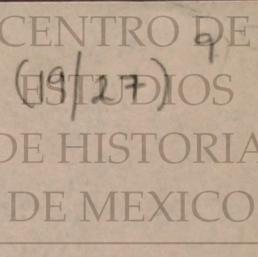 CENTRO DE
9
(19/27)
ESTUDIOS
DE HISTORIA
DE MEXICO